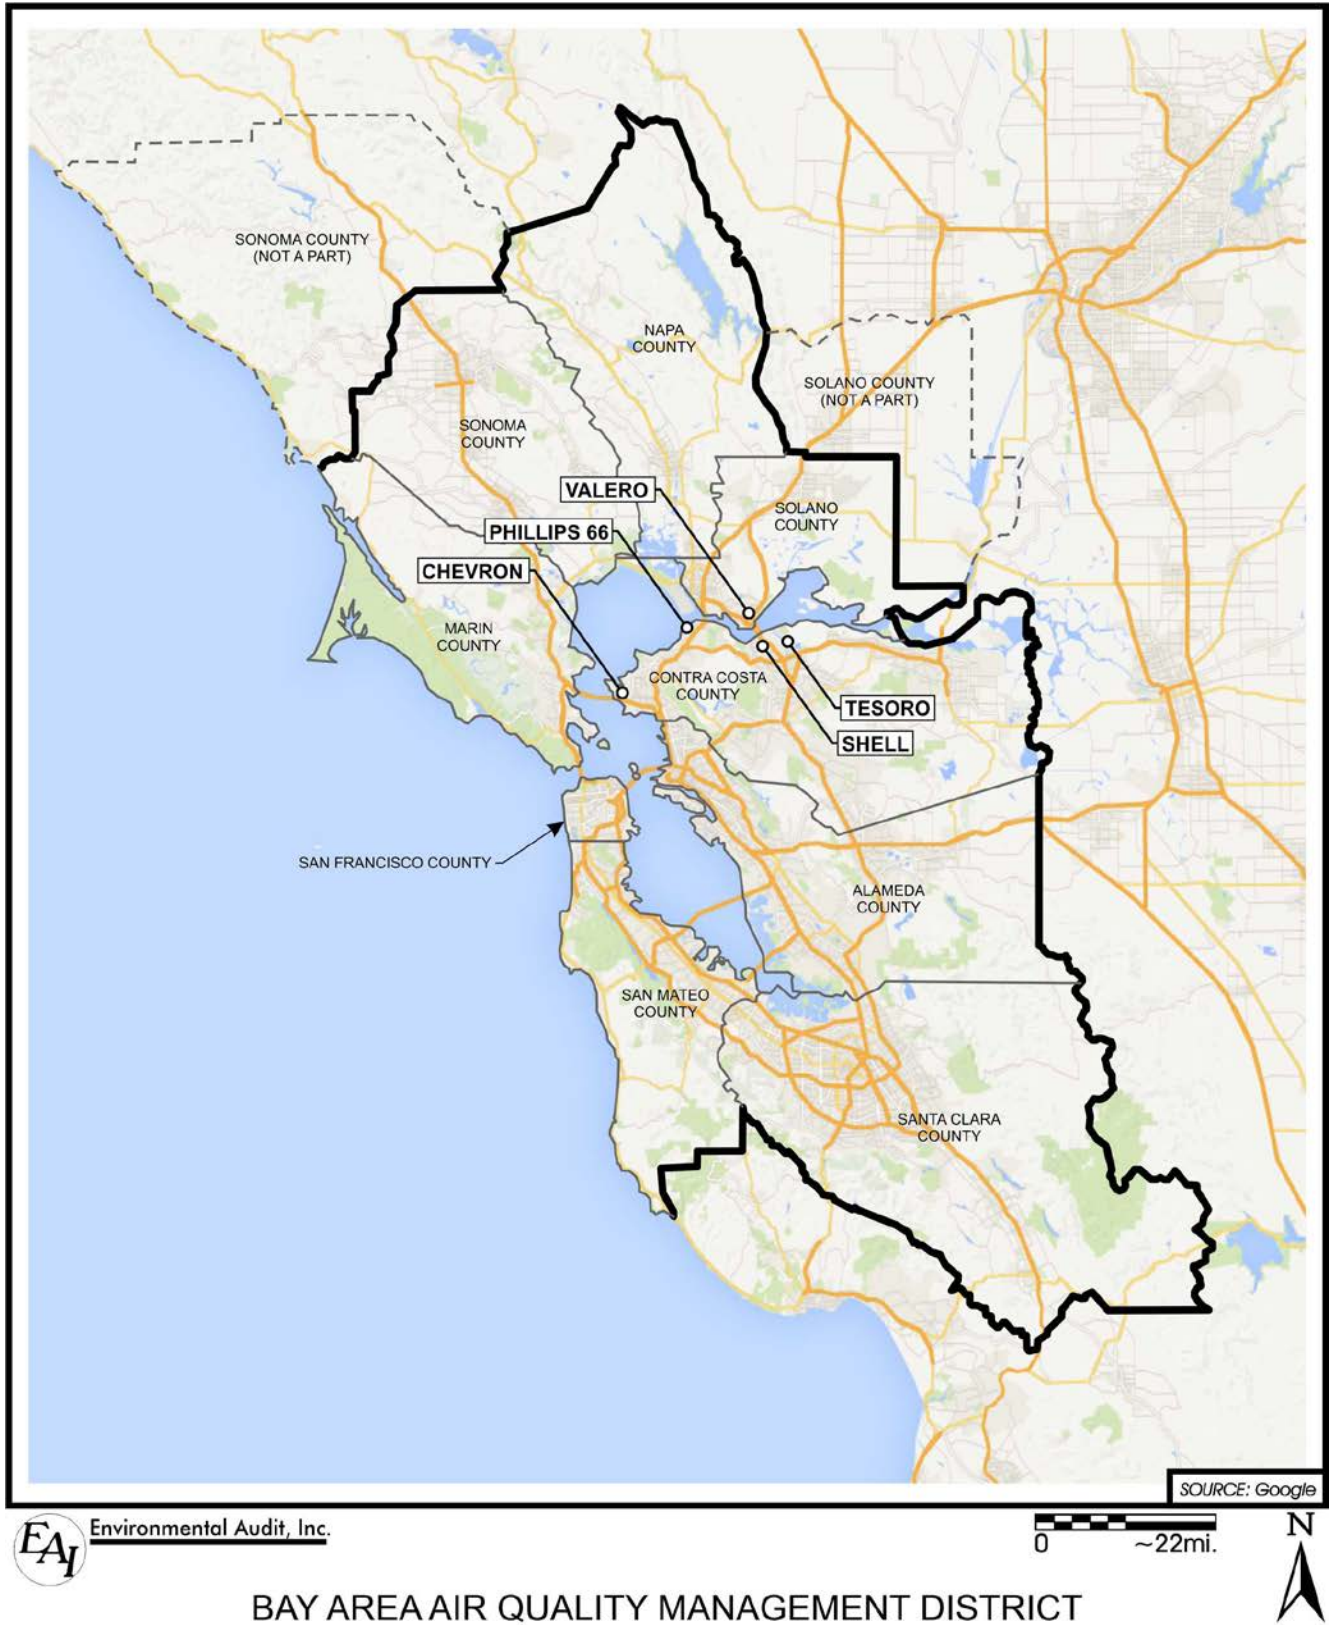 SONOMA COUNTY
(NOT A PART)
NAPA
COUNTY
SOLANO COUNTY
(NOT A PART)
SONOMA
COUNTY
VALERO
SOLANO
COUNTY
PHILLIPS 66
CHEVRON
MARIN
COUNTY
CONTRA COSTA
COUNTY
TESORO
SHELL
SAN FRANCISCO COUNTY
ALAMEDA
COUNTY
SAN MATEO
COUNTY
SANTA CLARA
COUNTY
SOURCE: Google
EAI
Environmental Audit, Inc.
0
~22mi.
N
BAY AREA AIR QUALITY MANAGEMENT DISTRICT